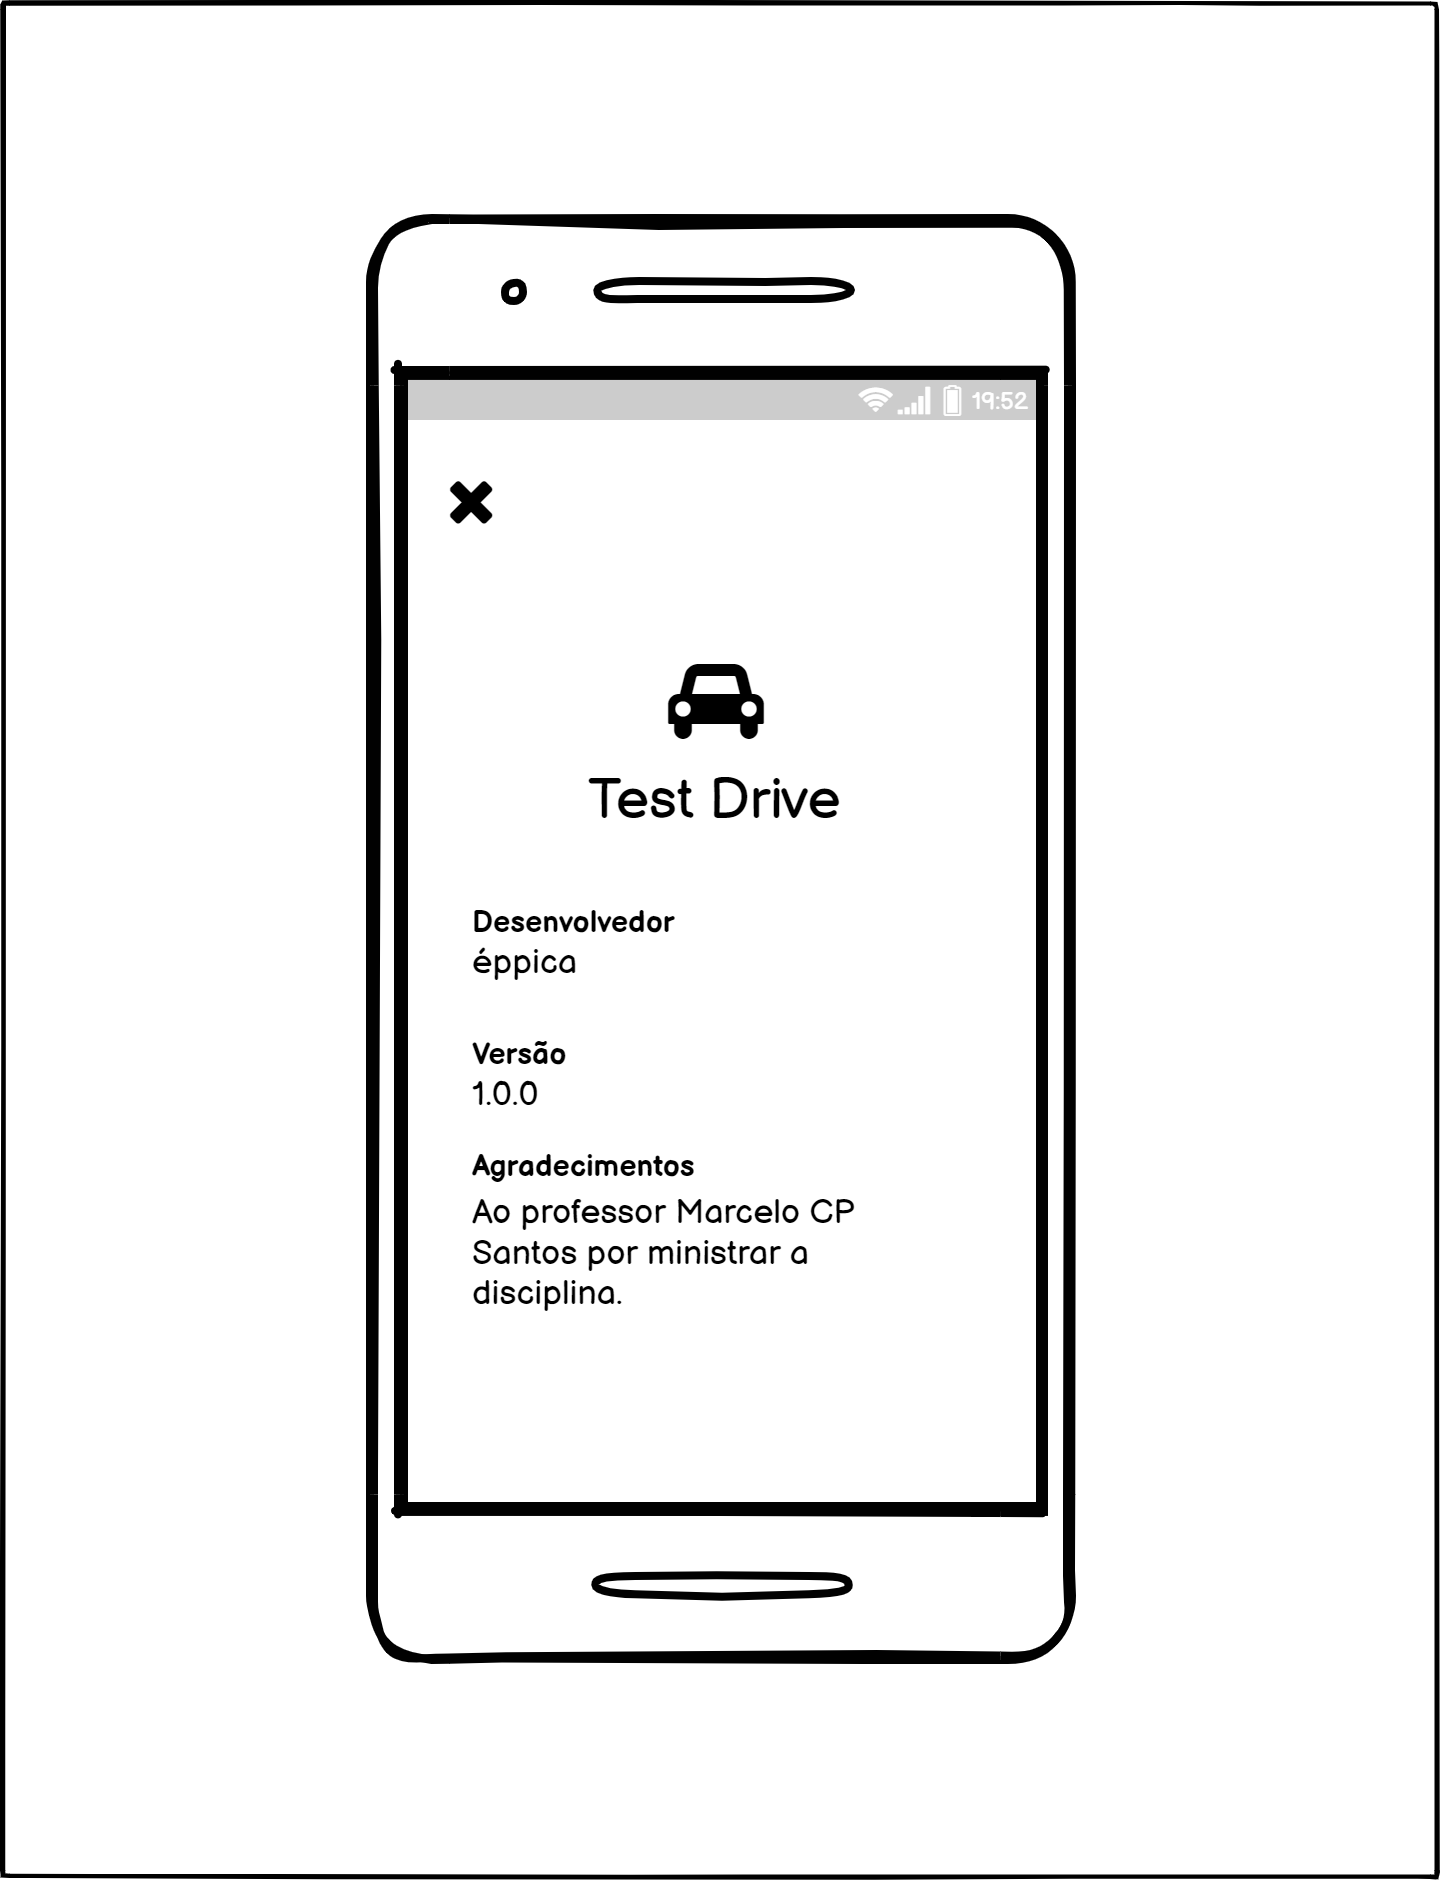 19:52
Test Drive
Desenvolvedor
éppica
Versão
1.0.0
Agradecimentos
Ao professor Marcelo CP
Santos por ministrar a
disciplina.